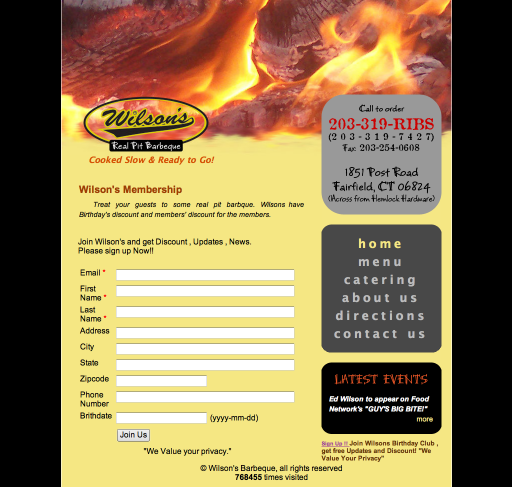 Wilson's
Real Pit Barbeque
Cooked Slow & Ready to Go!
Call to order
203-319-RIBS
(203-319-7427)
Fax: 203-254-0608
1851 Post Road
Fairfield, CT 06824
(Across from Hemlock Hardware)
Wilson's Membership
Treat your guests to some real pit barbque. Wilsons have
Birthday's discount and members' discount for the members.
Join Wilson's and get Discount , Updates , News.
Please sign up Now!!
Email *
First
Name *
Last
Name *
Address
City
State
Zipcode
Phone
Number
Birthdate (yyyy-mm-dd)
Join Us
"We Value your privacy."
home
menu
catering
about us
directions
contact us
LATEST EVENTS
Ed Wilson to appear on Food
Network's "GUY'S BIG BITE!"
more
Sign Up !! Join Wilsons Birthday Club ,
get free Updates and Discount! "We
Value Your Privacy"
© Wilson's Barbeque, all rights reserved
768455 times visited